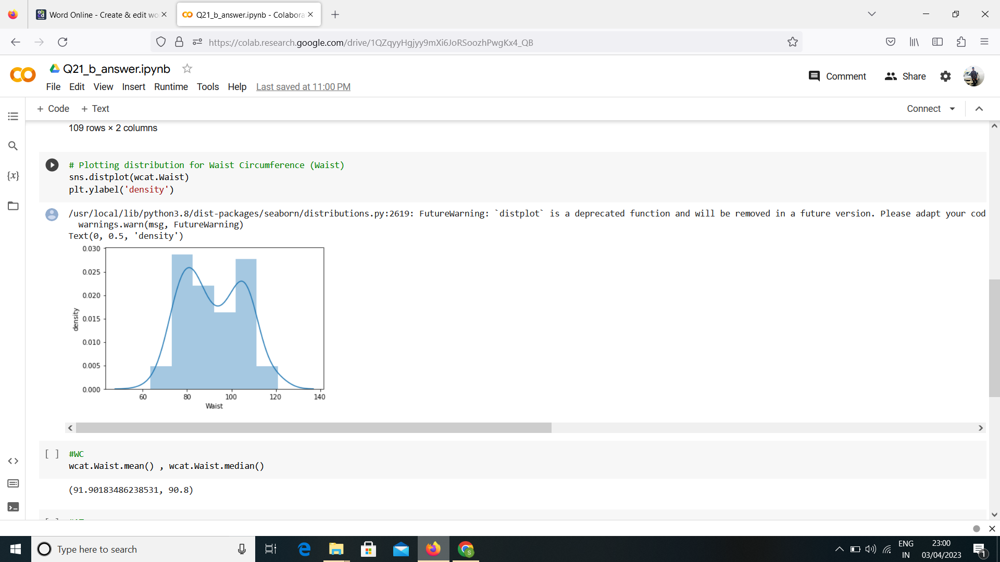 Word Online - Create & edit wo
Q21_b_answer.ipynb - Colabora
https://colab.research.google.com/drive/1QZqyyHgjyy9mXi6JoRSoozhPwgKx4_QB
CO
Q21_b_answer.ipynb
Comment
Share
File Edit View Insert Runtime Tools Help Last saved at 11:00 PM
+ Code + Text
Connect
109 rows × 2 columns
{x}
# Plotting distribution for Waist Circumference (Waist)
sns.distplot(wcat.Waist)
plt.ylabel('density')
/usr/local/lib/python3.8/dist-packages/seaborn/distributions.py:2619: FutureWarning: `distplot` is a deprecated function and will be removed in a future version. Please adapt your cod
warnings.warn(msg, FutureWarning)
Text(0, 0.5, 'density')
0.030
0.025
0.020
0.015
0.010
0.005
0.000
density
60 80 100 120 140
Waist
[ ] #WC
wcat.Waist.mean() , wcat.Waist.median()
(91.90183486238531, 90.8)
Type here to search
ENG
IN
23:00
03/04/2023
1